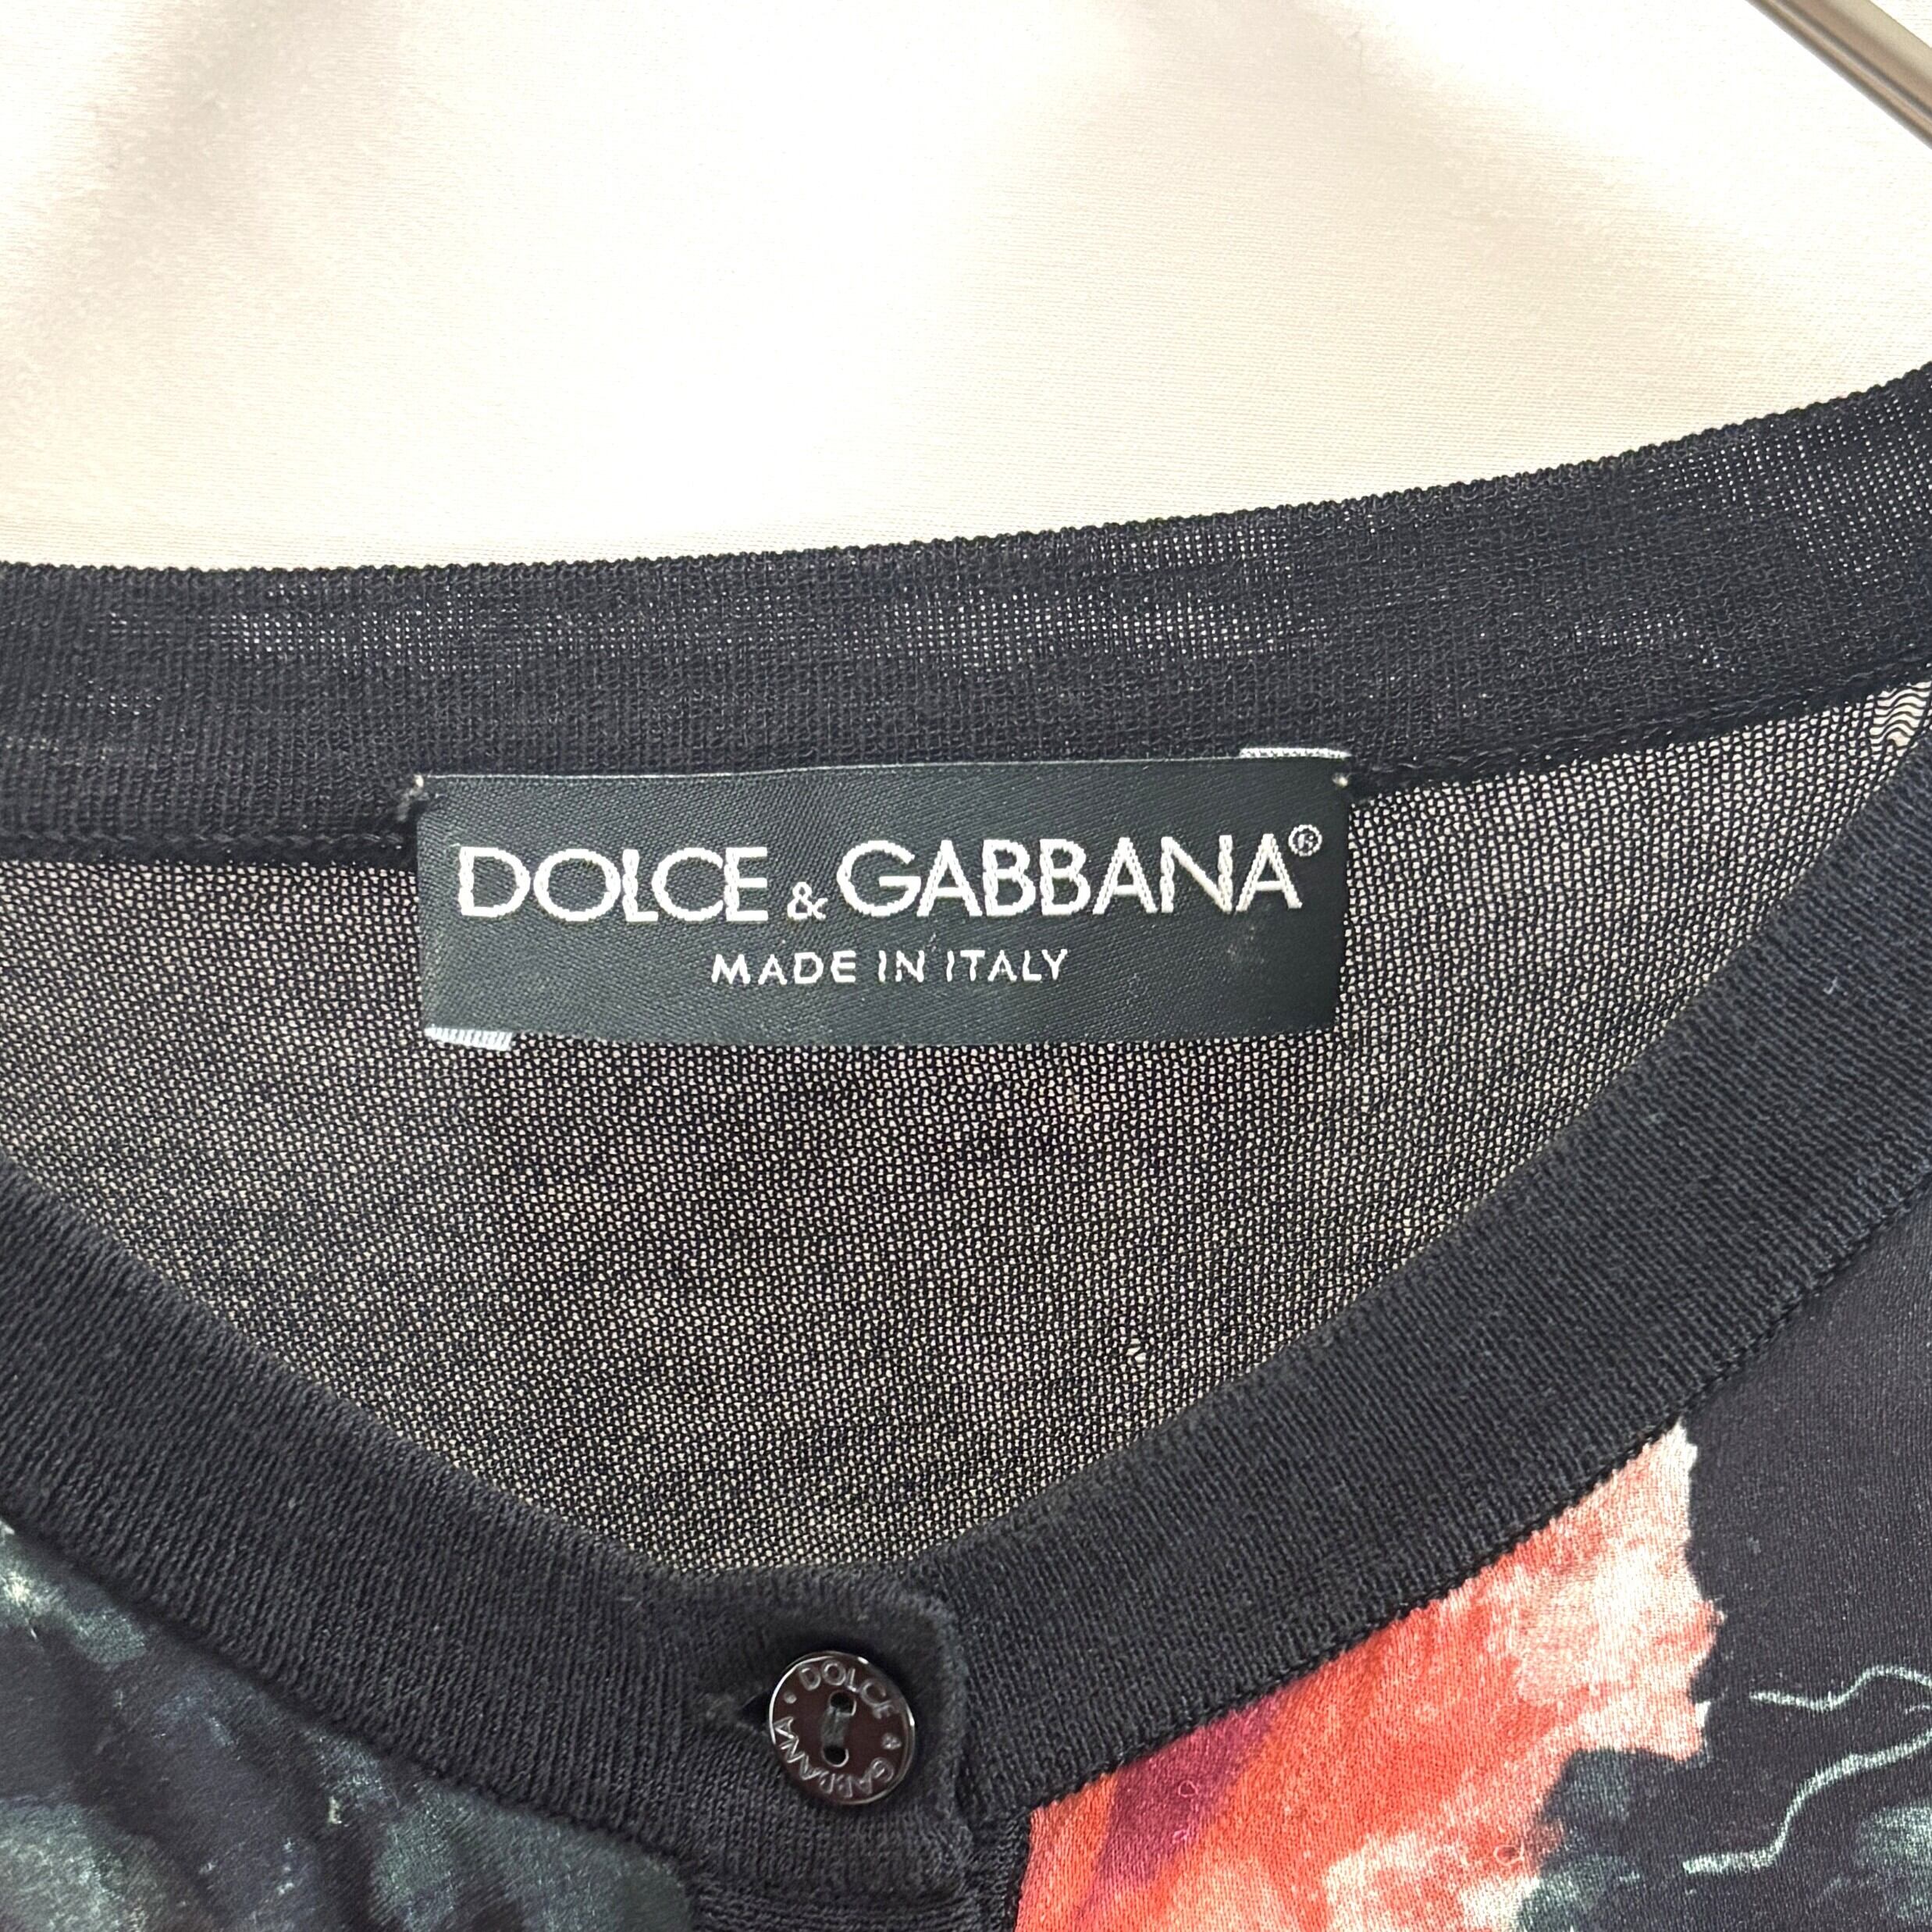 DOLCE & GABBANA®
MADE IN ITALY
DOLCE & GABBANA